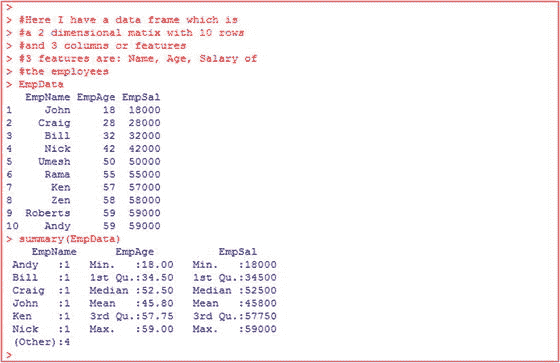 >
> #Here I have a data frame which is
> #a 2 dimensional matix with 10 rows
> #and 3 columns or features
> #3 features are: Name, Age, Salary of
> #the employees
> EmpData
   EmpName EmpAge EmpSal
1     John     18  18000
2    Craig     28  28000
3     Bill     32  32000
4     Nick     42  42000
5    Umesh     50  50000
6     Rama     55  55000
7      Ken     57  57000
8      Zen     58  58000
9  Roberts     59  59000
10    Andy     59  59000
> summary(EmpData)
    EmpName      EmpAge          EmpSal
 Andy   :1   Min.   :18.00   Min.   :18000
 Bill   :1   1st Qu.:34.50   1st Qu.:34500
 Craig  :1   Median :52.50   Median :52500
 John   :1   Mean   :45.80   Mean   :45800
 Ken    :1   3rd Qu.:57.75   3rd Qu.:57750
 Nick   :1   Max.   :59.00   Max.   :59000
 (Other):4
>